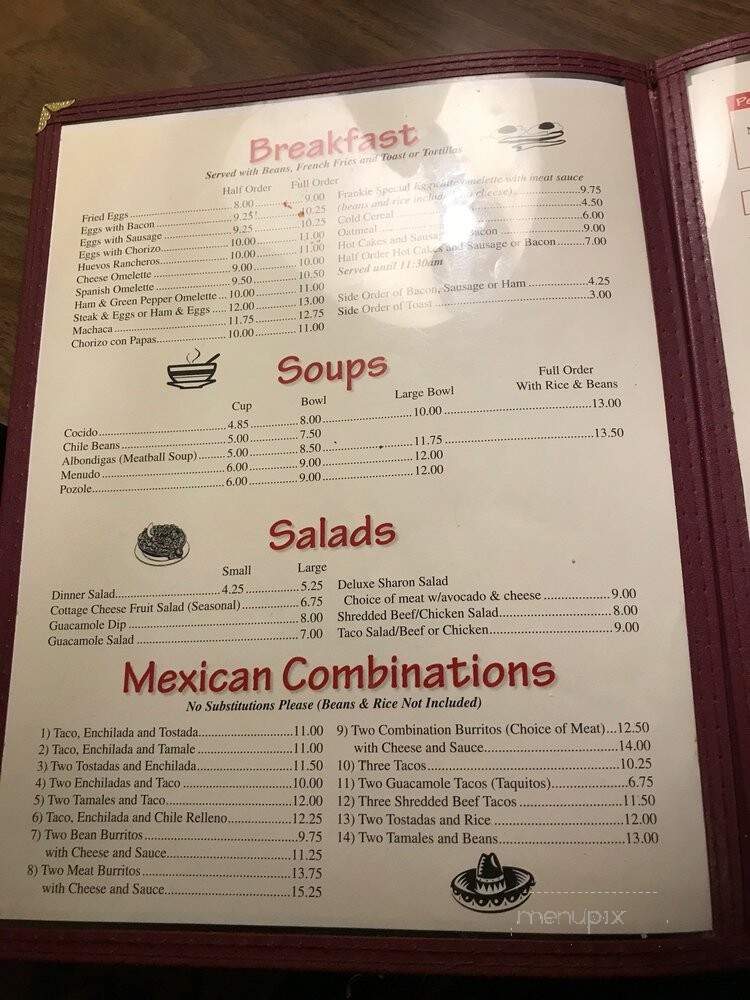 Breakfast
Served with Beans, French Fries and Toast or Tortillas
Half Order Full Order
Fried Eggs 8.00 9.00
Eggs with Bacon 9.25 10.25
Eggs with Sausage 9.25 10.25
Eggs with Chorizo 10.00 11.00
Huevos Rancheros 10.00 11.00
Cheese Omelette 9.00 10.00
Spanish Omelette 9.50 10.50
Ham & Green Pepper Omelette 10.00 11.00
Steak & Eggs or Ham & Eggs 12.00 13.00
Machaca 11.75 12.75
Chorizo con Papas 10.00 11.00
Frankie Special omelette with meat sauce
(beans and rice cheese) 9.75
Cold Cereal 4.50
Oatmeal 6.00
Hot Cakes and Sausage Bacon 9.00
Half Order Hot Cakes and Sausage or Bacon 7.00
Served until 11:30am
Side Order of Bacon, Sausage or Ham 4.25
Side Order of Toast 3.00
Soups
Cup Bowl Large Bowl Full Order
With Rice & Beans
Cocido 4.85 8.00 10.00 13.00
Chile Beans 5.00 7.50
Albondigas (Meatball Soup) 5.00 8.50 11.75 13.50
Menudo 6.00 9.00 12.00
Pozole 6.00 9.00 12.00
Salads
Small Large
Dinner Salad 4.25 5.25
Cottage Cheese Fruit Salad (Seasonal) 6.75
Guacamole Dip 8.00
Guacamole Salad 7.00
Deluxe Sharon Salad
Choice of meat w/avocado & cheese 9.00
Shredded Beef/Chicken Salad 8.00
Taco Salad/Beef or Chicken 9.00
Mexican Combinations
No Substitutions Please (Beans & Rice Not Included)
1) Taco, Enchilada and Tostada 11.00
2) Taco, Enchilada and Tamale 11.00
3) Two Tostadas and Enchilada 11.50
4) Two Enchiladas and Taco 10.00
5) Two Tamales and Taco 12.00
6) Taco, Enchilada and Chile Relleno 12.25
7) Two Bean Burritos 9.75
with Cheese and Sauce 11.25
8) Two Meat Burritos 13.75
with Cheese and Sauce 15.25
9) Two Combination Burritos (Choice of Meat) 12.50
with Cheese and Sauce 14.00
10) Three Tacos 10.25
11) Two Guacamole Tacos (Taquitos) 6.75
12) Three Shredded Beef Tacos 11.50
13) Two Tostadas and Rice 12.00
14) Two Tamales and Beans 13.00
menupix